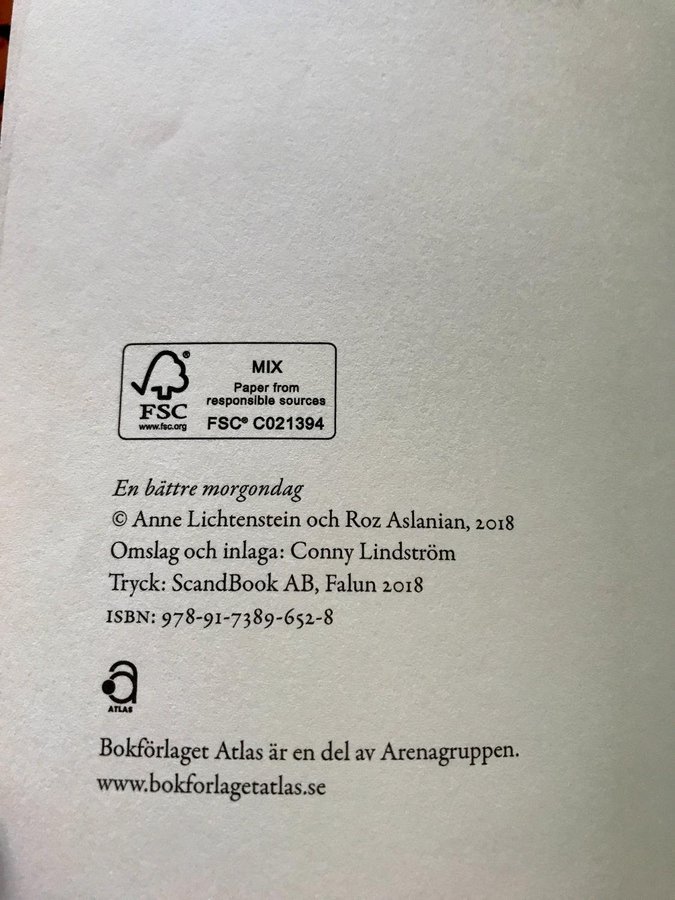 MIX
Paper from
responsible sources
FSC® C021394
®
FSC
www.fsc.org
En bättre morgondag
© Anne Lichtenstein och Roz Aslanian, 2018
Omslag och inlaga: Conny Lindström
Tryck: ScandBook AB, Falun 2018
ISBN: 978-91-7389-652-8
a
ATLAS
Bokförlaget Atlas är en del av Arenagruppen.
www.bokforlagetatlas.se